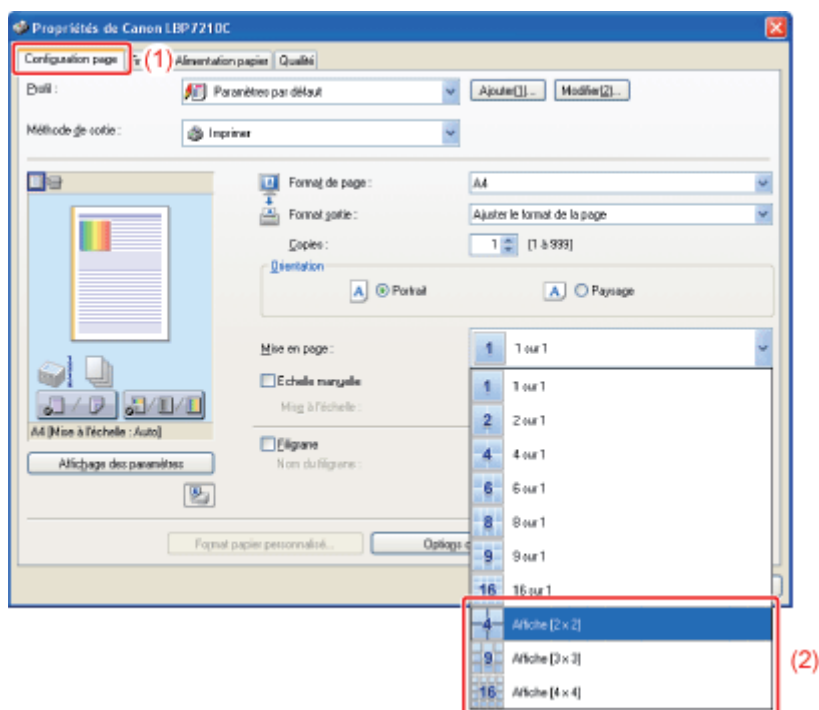 Propriétés de Canon LBP7210C
Configuration page (1) Alimentation papier Qualité
Profil : Paramètres par défaut Ajouter[1]... Modifier[2]...
Méthode de sortie : Imprimer
Format de page : A4
Format sortie : Ajuster le format de la page
Copies : 1 [1 à 999]
Orientation
A Portrait A Paysage
Mise en page : 1 1 sur 1
Echelle manuelle 1 1 sur 1
Mise à l'échelle : 2 2 sur 1
A4 [Mise à l'échelle : Auto] Filigrane 4 4 sur 1
Affichage des paramètres Nom du filigrane :
6 6 sur 1
8 8 sur 1
Format papier personnalisé... Options 9 9 sur 1
16 16 sur 1
4 Affiche [2 x 2]
9 Affiche [3 x 3] (2)
16 Affiche [4 x 4]